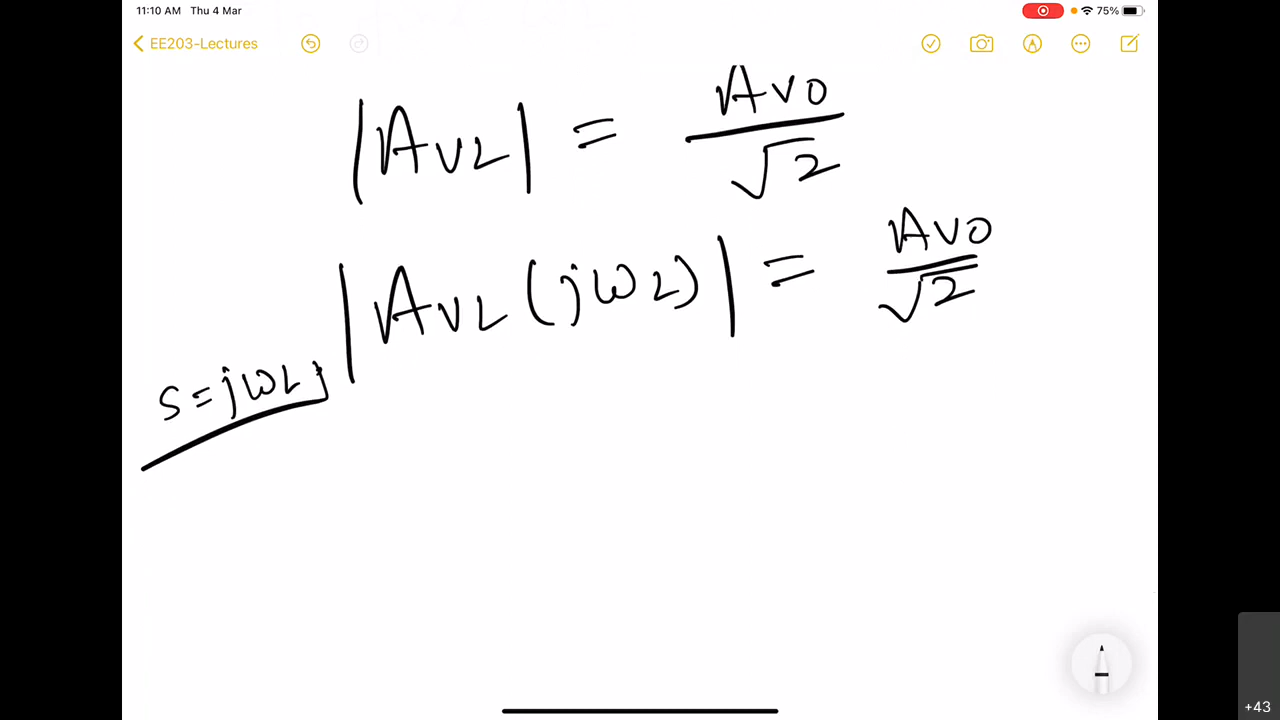 11:10 AM Thu 4 Mar 75%
EE203-Lectures
|AVL| = AVO/√2
|AVL(jωL)| = AVO/√2
s=jωL j
+43